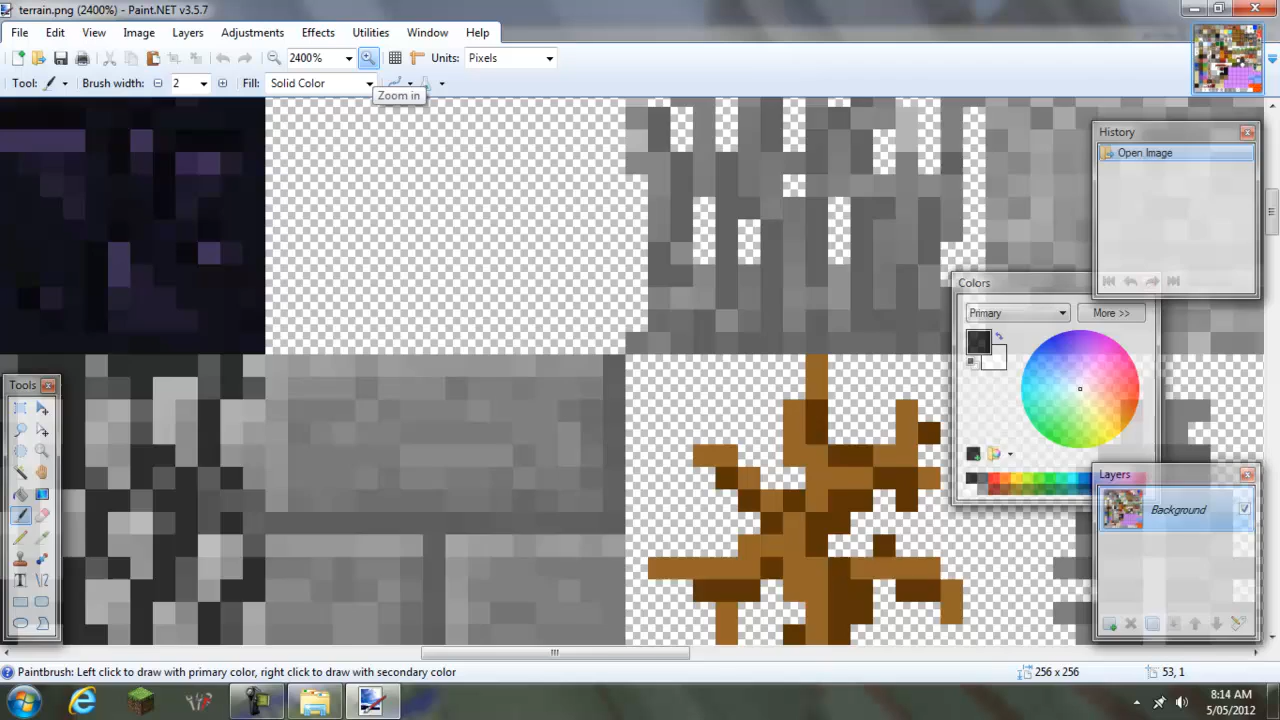 terrain.png (2400%) - Paint.NET v3.5.7
File Edit View Image Layers Adjustments Effects Utilities Window Help
2400% Units: Pixels
Tool: Brush width: 2 Fill: Solid Color
Zoom in
History
Open Image
Colors
Primary More >>
Tools
Layers
Background
Paintbrush: Left click to draw with primary color, right click to draw with secondary color 256 x 256 53, 1
8:14 AM
5/05/2012